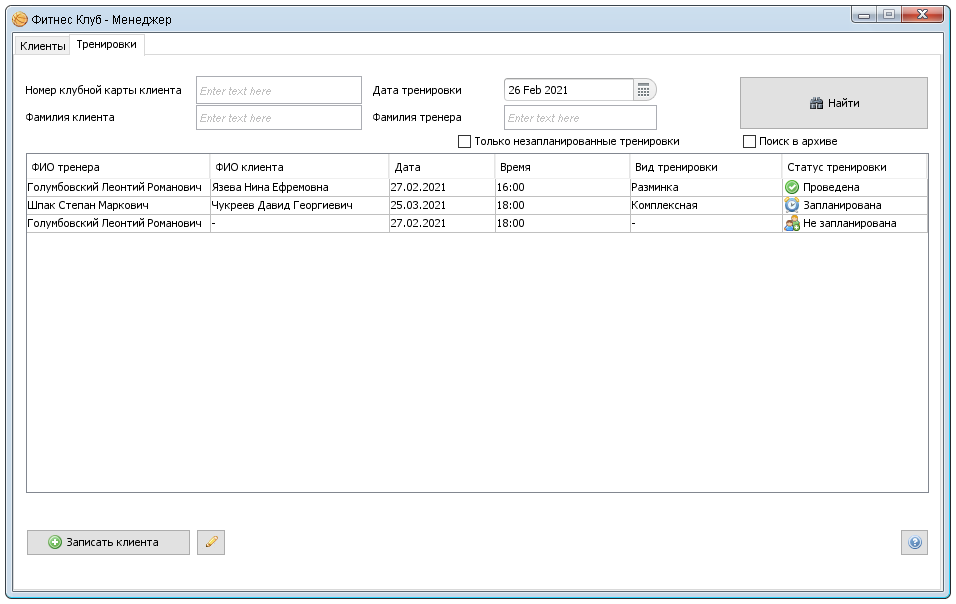 Фитнес Клуб - Менеджер
Клиенты Тренировки
Номер клубной карты клиента Enter text here Дата тренировки 26 Feb 2021 Найти
Фамилия клиента Enter text here Фамилия тренера Enter text here
Только незапланированные тренировки Поиск в архиве
ФИО тренера ФИО клиента Дата Время Вид тренировки Статус тренировки
Голумбовский Леонтий Романович Язева Нина Ефремовна 27.02.2021 16:00 Разминка Проведена
Шпак Степан Маркович Чукреев Давид Георгиевич 25.03.2021 18:00 Комплексная Запланирована
Голумбовский Леонтий Романович - 27.02.2021 18:00 - Не запланирована
Записать клиента